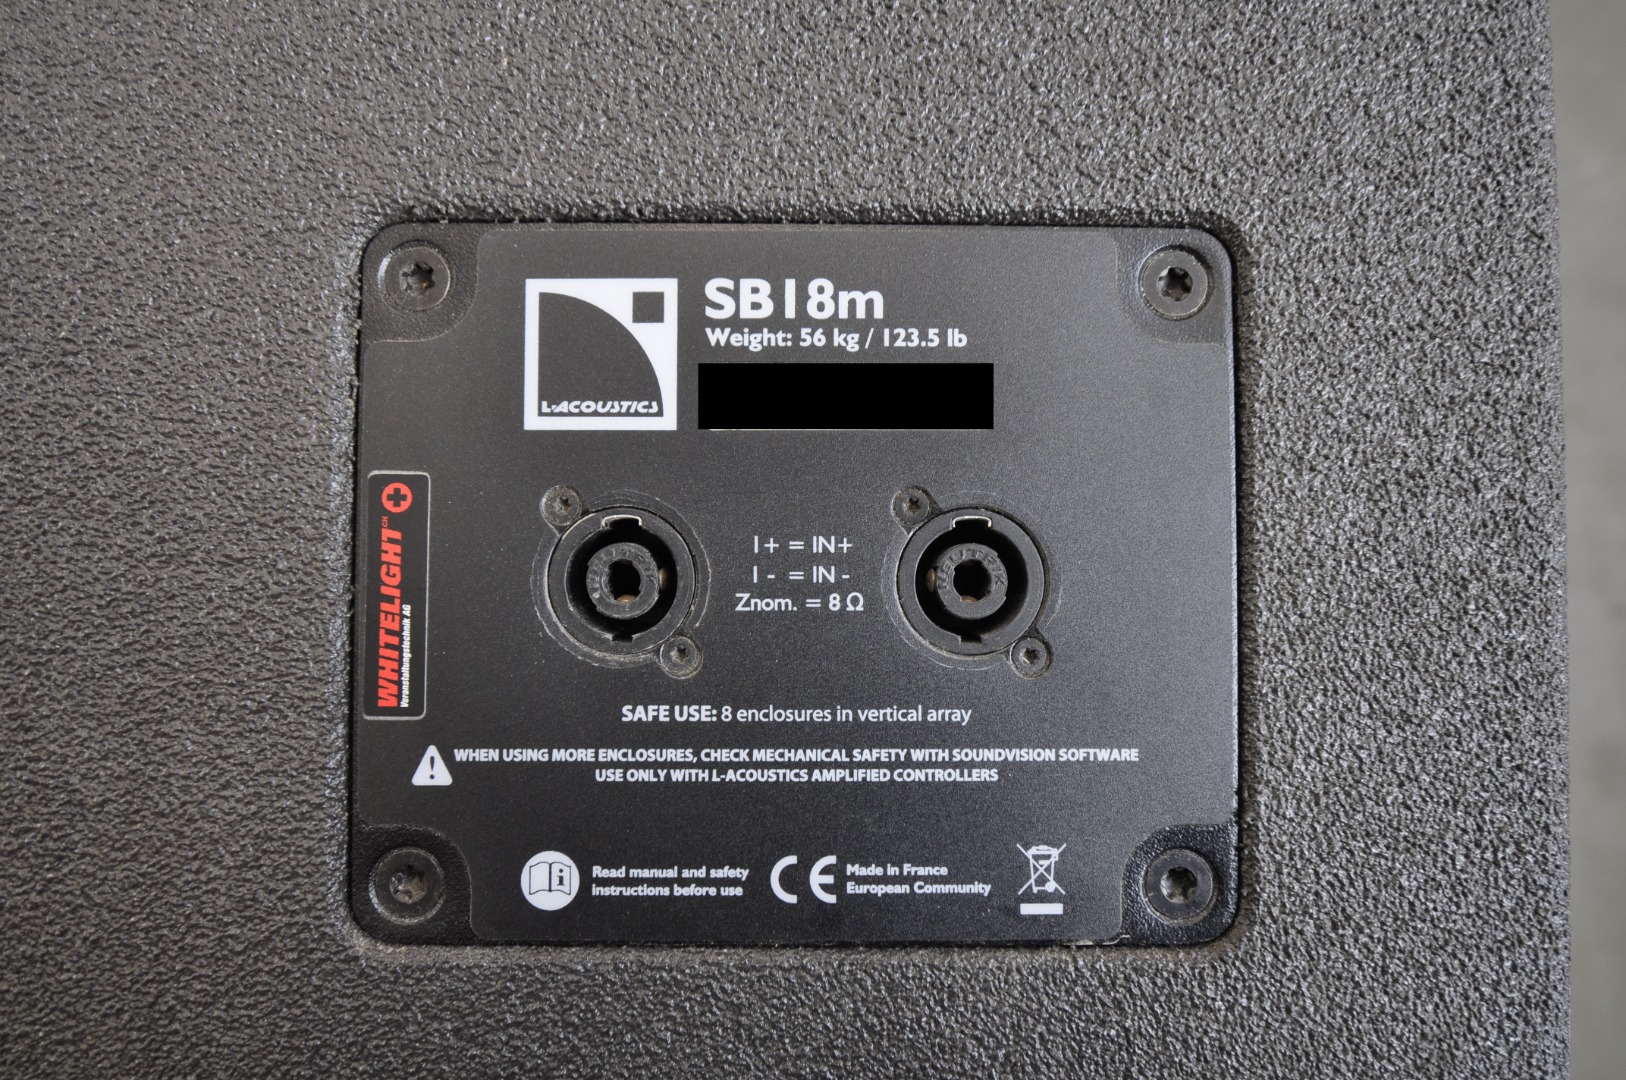 SB18m
Weight: 56 kg / 123.5 lb
L-ACOUSTICS
WHITELIGHT.CH
Veranstaltungstechnik AG
NEUTRIK
NEUTRIK
1 + = IN +
1 - = IN -
Znom. = 8 Ω
SAFE USE: 8 enclosures in vertical array
WHEN USING MORE ENCLOSURES, CHECK MECHANICAL SAFETY WITH SOUNDVISION SOFTWARE
USE ONLY WITH L-ACOUSTICS AMPLIFIED CONTROLLERS
Read manual and safety
instructions before use
CE
Made in France
European Community